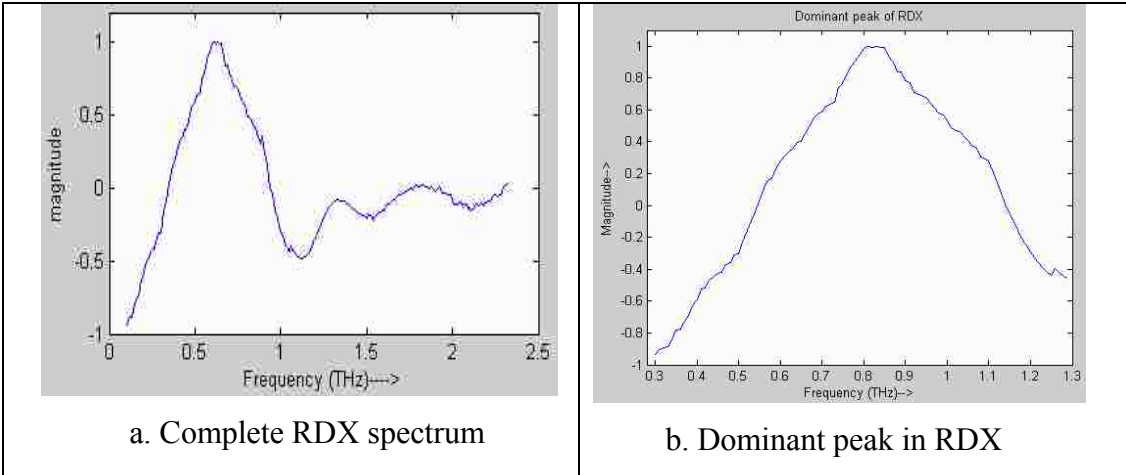 1
0.5
0
-0.5
-1
magnitude
0 0.5 1 1.5 2 2.5
Frequency (THz)---->
a. Complete RDX spectrum
Dominant peak of RDX
1
0.8
0.6
0.4
0.2
0
-0.2
-0.4
-0.6
-0.8
-1
Magnitude-->
0.3 0.4 0.5 0.6 0.7 0.8 0.9 1 1.1 1.2 1.3
Frequency (THz)-->
b. Dominant peak in RDX